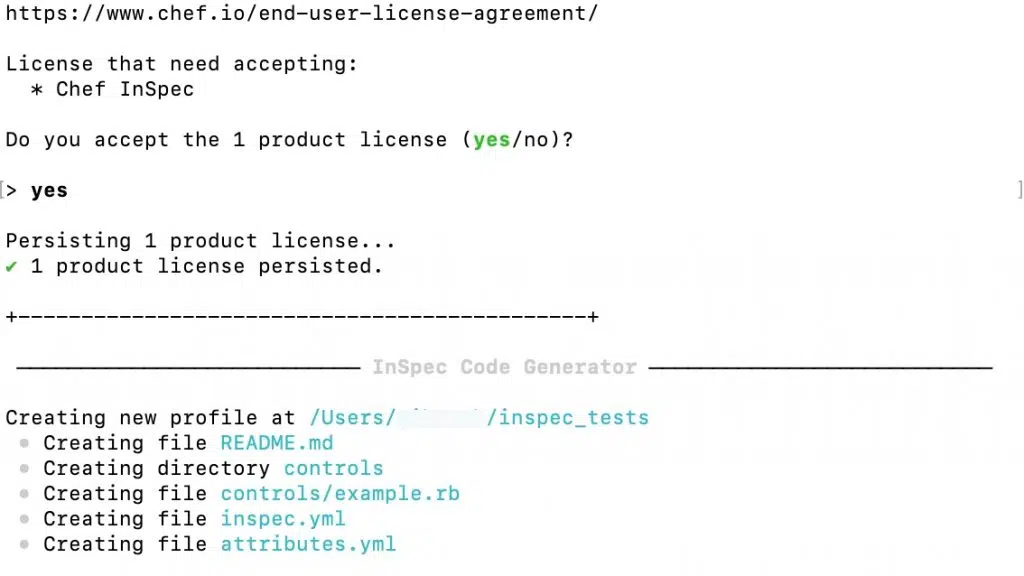 https://www.chef.io/end-user-license-agreement/
License that need accepting:
* Chef InSpec
Do you accept the 1 product license (yes/no)?
[> yes ]
Persisting 1 product license...
✔ 1 product license persisted.
+---------------------------------------------+
─────────────────────────── InSpec Code Generator ───────────────────────────
Creating new profile at /Users/ /inspec_tests
• Creating file README.md
• Creating directory controls
• Creating file controls/example.rb
• Creating file inspec.yml
• Creating file attributes.yml